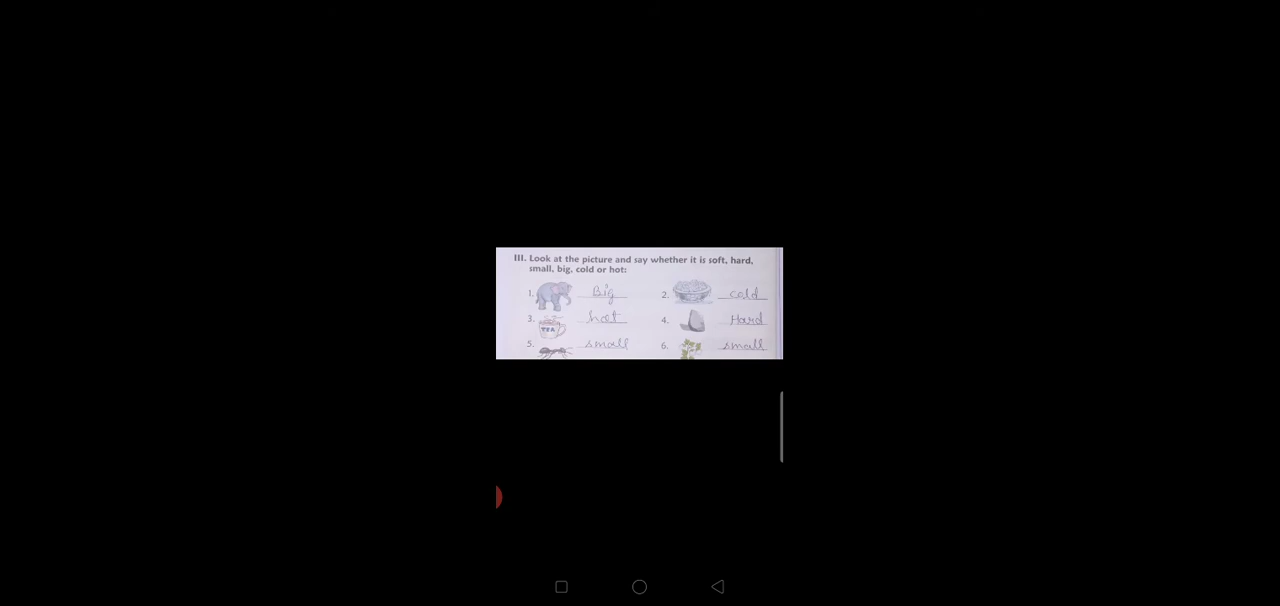 III. Look at the picture and say whether it is soft, hard,
small, big, cold or hot:
1. Big 2. cold
3. TEA hot 4. Hard
5. small 6. small